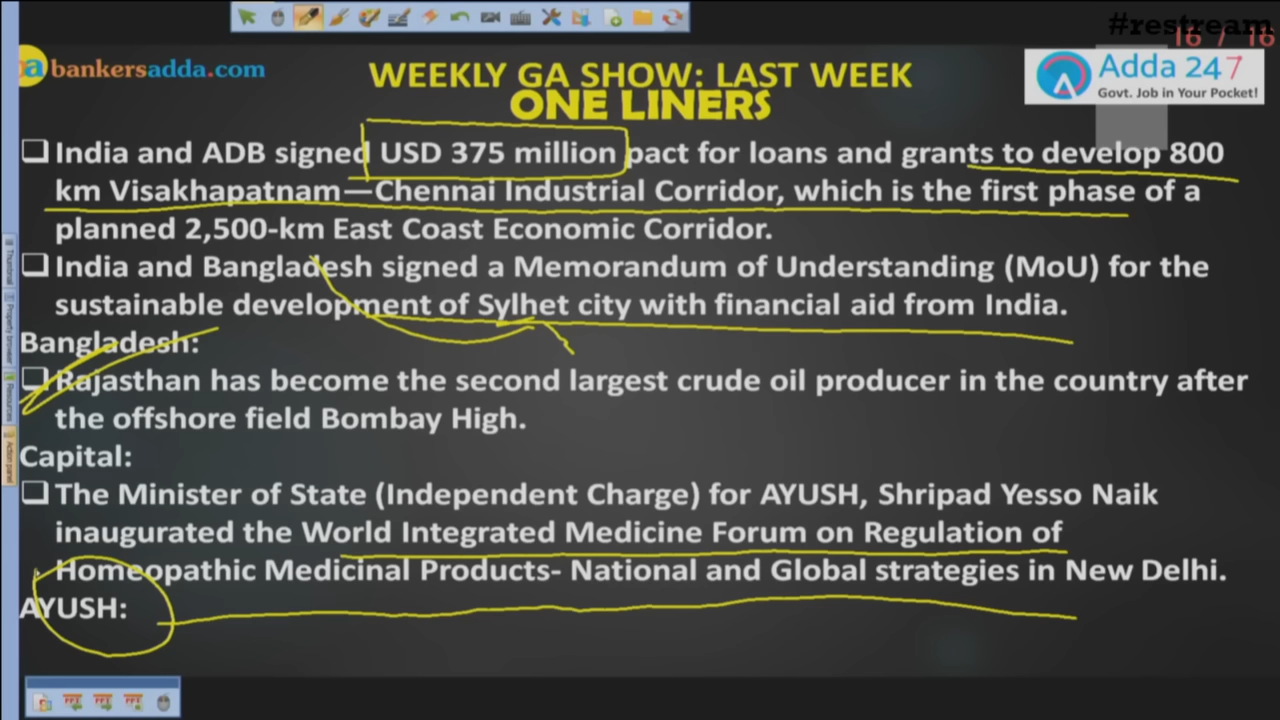 #restream
16 / 16
bankersadda.com
WEEKLY GA SHOW: LAST WEEK
ONE LINERS
Adda 247
Govt. Job in Your Pocket!
❑India and ADB signed USD 375 million pact for loans and grants to develop 800
km Visakhapatnam—Chennai Industrial Corridor, which is the first phase of a
planned 2,500-km East Coast Economic Corridor.
❑India and Bangladesh signed a Memorandum of Understanding (MoU) for the
sustainable development of Sylhet city with financial aid from India.
Bangladesh:
❑Rajasthan has become the second largest crude oil producer in the country after
the offshore field Bombay High.
Capital:
❑The Minister of State (Independent Charge) for AYUSH, Shripad Yesso Naik
inaugurated the World Integrated Medicine Forum on Regulation of
Homeopathic Medicinal Products- National and Global strategies in New Delhi.
AYUSH:
Thumbnail
Property browser
Resources
Action panel